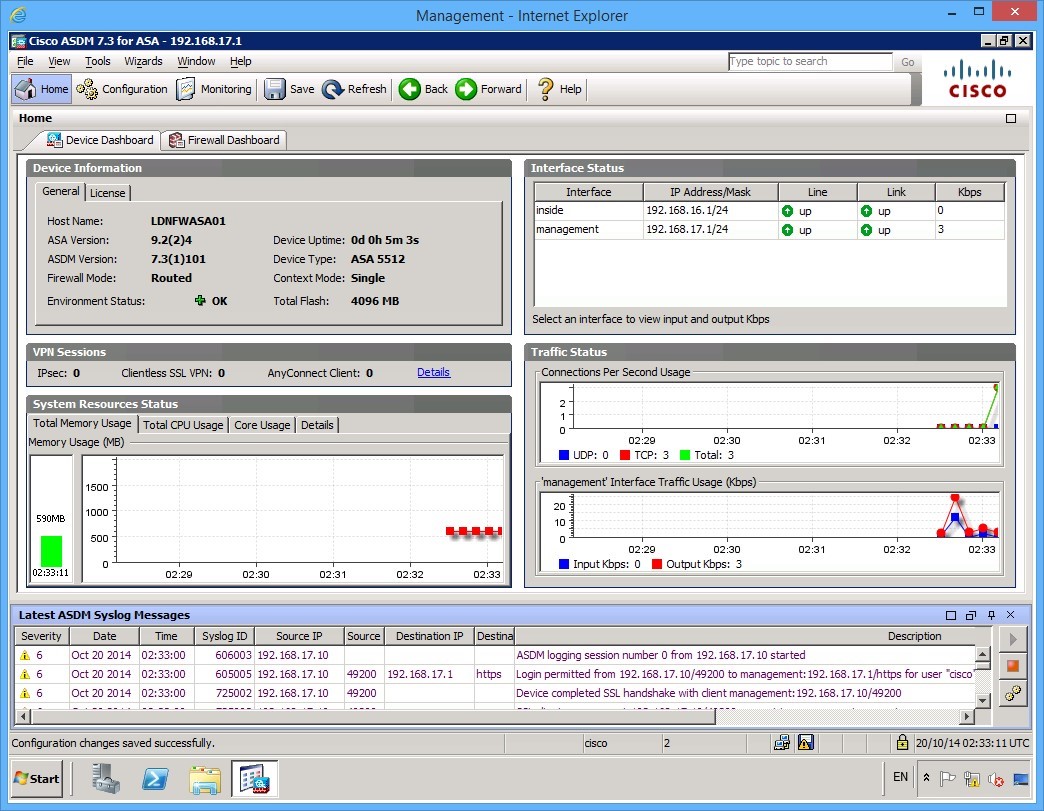 Management - Internet Explorer
Cisco ASDM 7.3 for ASA - 192.168.17.1
File View Tools Wizards Window Help
Type topic to search Go
Home Configuration Monitoring Save Refresh Back Forward Help
CISCO
Home
Device Dashboard Firewall Dashboard
Device Information
General License
Host Name: LDNFWASA01
ASA Version: 9.2(2)4 Device Uptime: 0d 0h 5m 3s
ASDM Version: 7.3(1)101 Device Type: ASA 5512
Firewall Mode: Routed Context Mode: Single
Environment Status: OK Total Flash: 4096 MB
Interface Status
Interface IP Address/Mask Line Link Kbps
inside 192.168.16.1/24 up up 0
management 192.168.17.1/24 up up 3
Select an interface to view input and output Kbps
VPN Sessions
IPsec: 0 Clientless SSL VPN: 0 AnyConnect Client: 0 Details
System Resources Status
Total Memory Usage Total CPU Usage Core Usage Details
Memory Usage (MB)
590MB
02:33:11
1500
1000
500
0
02:29 02:30 02:31 02:32 02:33
Traffic Status
Connections Per Second Usage
2
1
0
02:29 02:30 02:31 02:32 02:33
UDP: 0 TCP: 3 Total: 3
'management' Interface Traffic Usage (Kbps)
20
10
0
02:29 02:30 02:31 02:32 02:33
Input Kbps: 0 Output Kbps: 3
Latest ASDM Syslog Messages
Severity Date Time Syslog ID Source IP Source Destination IP Destina Description
6 Oct 20 2014 02:33:00 606003 192.168.17.10 ASDM logging session number 0 from 192.168.17.10 started
6 Oct 20 2014 02:33:00 605005 192.168.17.10 49200 192.168.17.1 https Login permitted from 192.168.17.10/49200 to management:192.168.17.1/https for user "cisco
6 Oct 20 2014 02:33:00 725002 192.168.17.10 49200 Device completed SSL handshake with client management:192.168.17.10/49200
Configuration changes saved successfully. cisco 2 20/10/14 02:33:11 UTC
Start EN